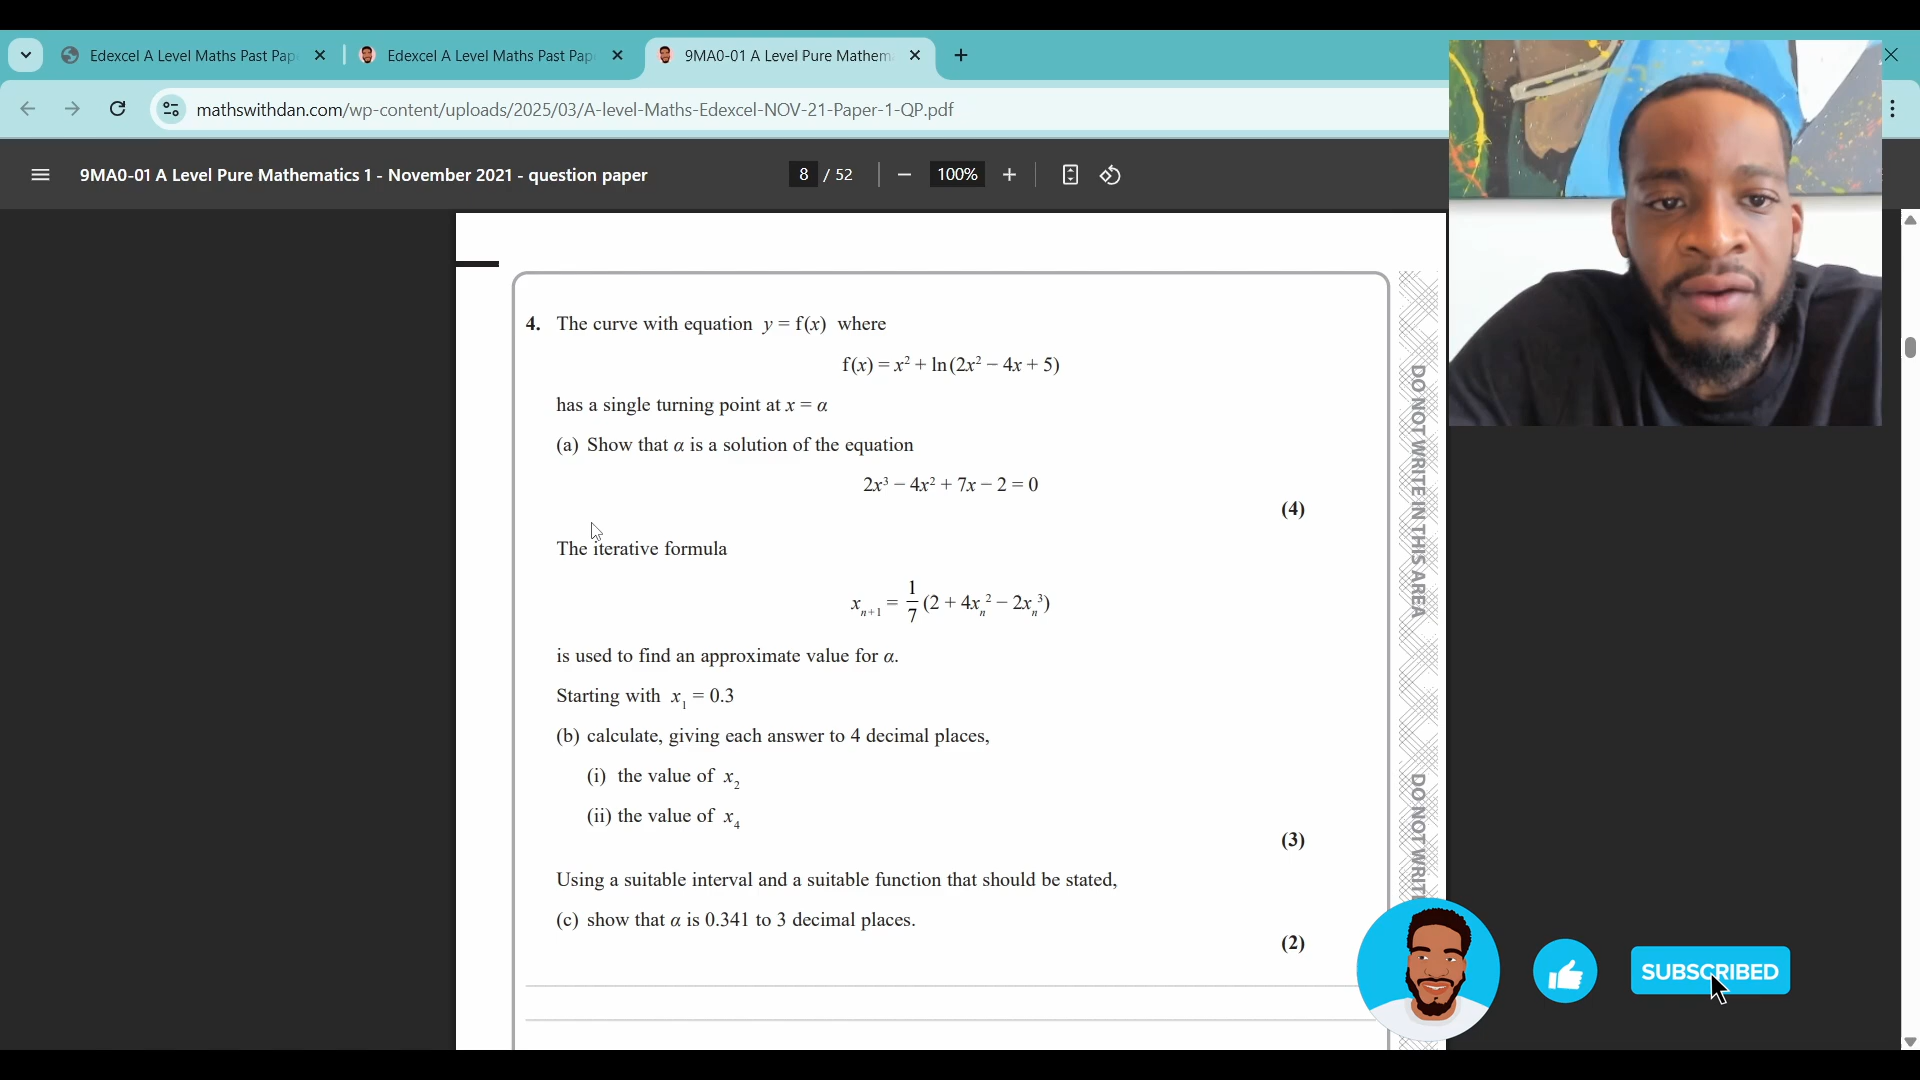 Edexcel A Level Maths Past Pap
Edexcel A Level Maths Past Pap
9MA0-01 A Level Pure Mathem
mathswithdan.com/wp-content/uploads/2025/03/A-level-Maths-Edexcel-NOV-21-Paper-1-QP.pdf
9MA0-01 A Level Pure Mathematics 1 - November 2021 - question paper
8 / 52
100%
4. The curve with equation y = f(x) where
f(x) = x² + ln(2x² − 4x + 5)
has a single turning point at x = α
(a) Show that α is a solution of the equation
2x³ − 4x² + 7x − 2 = 0
(4)
The iterative formula
xₙ₊₁ = 1/7 (2 + 4xₙ² − 2xₙ³)
is used to find an approximate value for α.
Starting with x₁ = 0.3
(b) calculate, giving each answer to 4 decimal places,
(i) the value of x₂
(ii) the value of x₄
(3)
Using a suitable interval and a suitable function that should be stated,
(c) show that α is 0.341 to 3 decimal places.
(2)
DO NOT WRITE IN THIS AREA
DO NOT WRIT
SUBSCRIBED